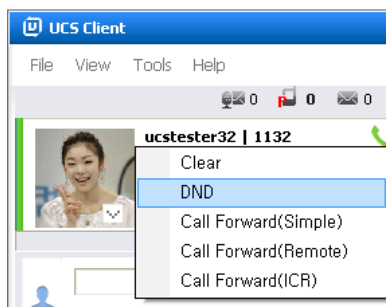 UCS Client
File View Tools Help
0 0 0
ucstester32 | 1132
Clear
DND
Call Forward(Simple)
Call Forward(Remote)
Call Forward(ICR)